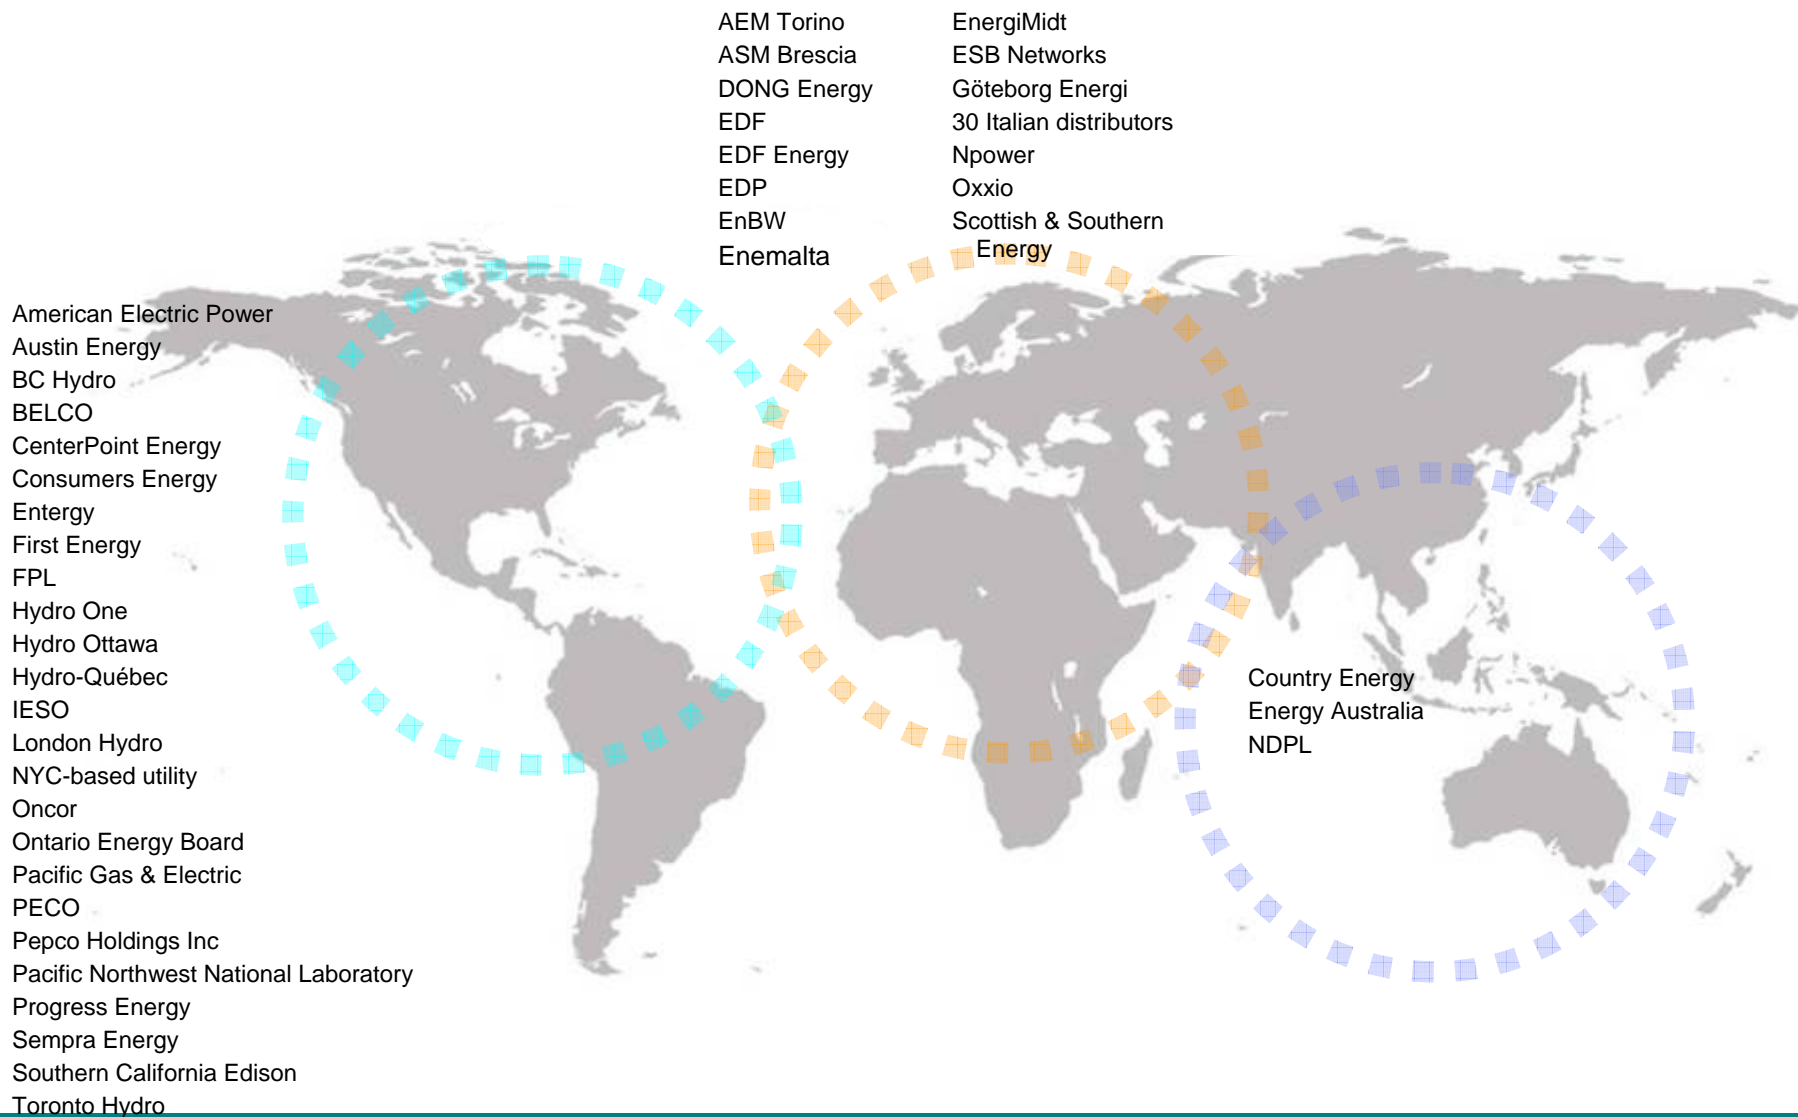 AEM Torino
ASM Brescia
DONG Energy
EDF
EDF Energy
EDP
EnBW
Enemalta
EnergiMidt
ESB Networks
Göteborg Energi
30 Italian distributors
Npower
Oxxio
Scottish & Southern
Energy
American Electric Power
Austin Energy
BC Hydro
BELCO
CenterPoint Energy
Consumers Energy
Entergy
First Energy
FPL
Hydro One
Hydro Ottawa
Hydro-Québec
IESO
London Hydro
NYC-based utility
Oncor
Ontario Energy Board
Pacific Gas & Electric
PECO
Pepco Holdings Inc
Pacific Northwest National Laboratory
Progress Energy
Sempra Energy
Southern California Edison
Toronto Hydro
Country Energy
Energy Australia
NDPL